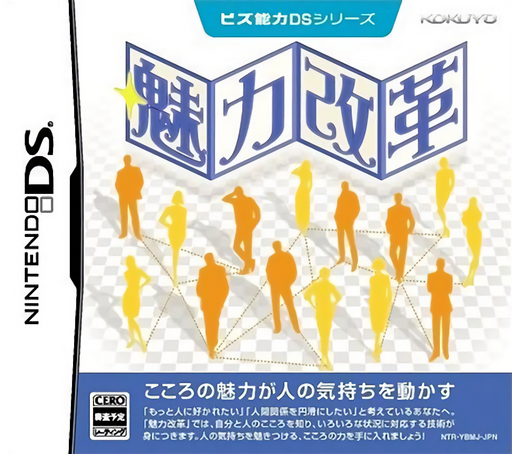 ビズ能力DSシリーズ
KOKUYO
魅力改革
NINTENDO DS
こころの魅力が人の気持ちを動かす
「もっと人に好かれたい」「人間関係を円滑にしたい」と考えているあなたへ。
「魅力改革」では、自分と人のこころを知り、いろいろな状況に対応する技術が
身につきます。人の気持ちを魅きつける、こころの力を手に入れましょう!
CERO
審査予定
レーティング
NTR-YBMJ-JPN